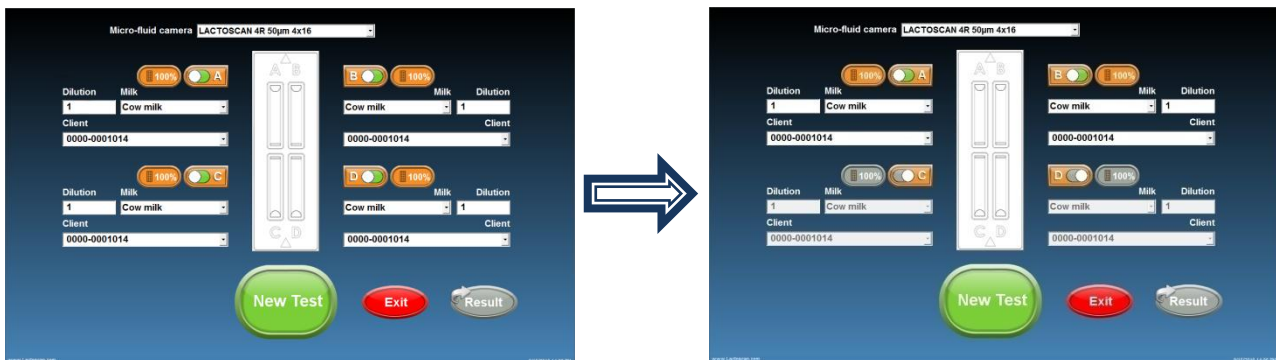 Micro-fluid camera LACTOSCAN 4R 50µm 4x16
100% A
A B
B 100%
Dilution Milk
Milk Dilution
1 Cow milk
Cow milk 1
Client
Client
0000-0001014
0000-0001014
100% C
D 100%
Dilution Milk
Milk Dilution
1 Cow milk
Cow milk 1
Client
Client
0000-0001014
C D
0000-0001014
New Test
Exit
Result
Micro-fluid camera LACTOSCAN 4R 50µm 4x16
100% A
A B
B 100%
Dilution Milk
Milk Dilution
1 Cow milk
Cow milk 1
Client
Client
0000-0001014
0000-0001014
100% C
D 100%
Dilution Milk
Milk Dilution
1 Cow milk
Cow milk 1
Client
Client
0000-0001014
C D
0000-0001014
New Test
Exit
Result